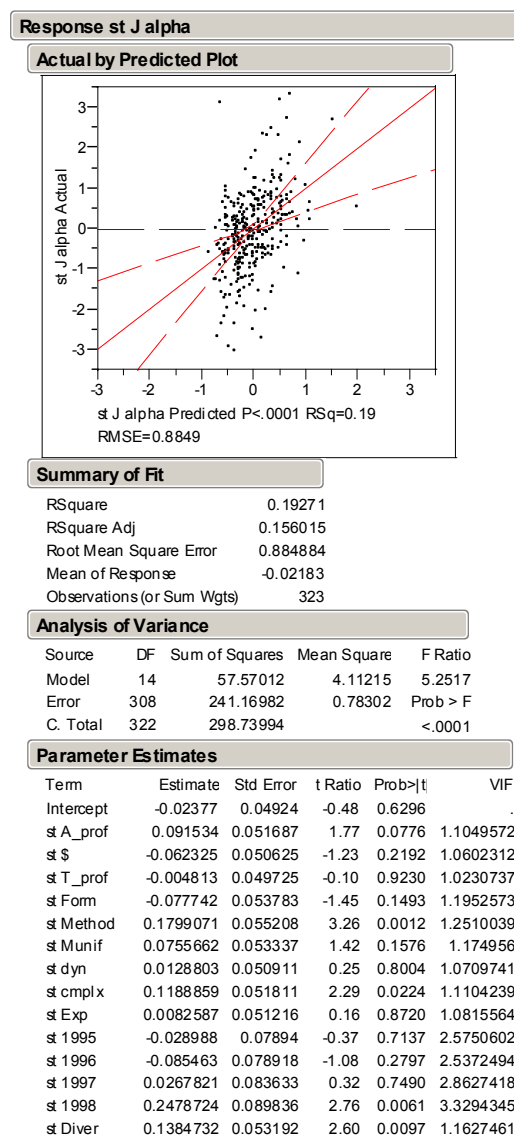 Response st J alpha
Actual by Predicted Plot
3
2
1
0
-1
-2
-3
st J alpha Actual
-3 -2 -1 0 1 2 3
st J alpha Predicted P<.0001 RSq=0.19
RMSE=0.8849
Summary of Fit
RSquare 0.19271
RSquare Adj 0.156015
Root Mean Square Error 0.884884
Mean of Response -0.02183
Observations (or Sum Wgts) 323
Analysis of Variance
Source DF Sum of Squares Mean Square F Ratio
Model 14 57.57012 4.11215 5.2517
Error 308 241.16982 0.78302 Prob > F
C. Total 322 298.73994 <.0001
Parameter Estimates
Term Estimate Std Error t Ratio Prob>|t| VIF
Intercept -0.02377 0.04924 -0.48 0.6296 .
st A_prof 0.091534 0.051687 1.77 0.0776 1.1049572
st $ -0.062325 0.050625 -1.23 0.2192 1.0602312
st T_prof -0.004813 0.049725 -0.10 0.9230 1.0230737
st Form -0.077742 0.053783 -1.45 0.1493 1.1952573
st Method 0.1799071 0.055208 3.26 0.0012 1.2510039
st Munif 0.0755662 0.053337 1.42 0.1576 1.174956
st dyn 0.0128803 0.050911 0.25 0.8004 1.0709741
st cmplx 0.1188859 0.051811 2.29 0.0224 1.1104239
st Exp 0.0082587 0.051216 0.16 0.8720 1.0815564
st 1995 -0.028988 0.07894 -0.37 0.7137 2.5750602
st 1996 -0.085463 0.078918 -1.08 0.2797 2.5372494
st 1997 0.0267821 0.083633 0.32 0.7490 2.8627418
st 1998 0.2478724 0.089836 2.76 0.0061 3.3294345
st Diver 0.1384732 0.053192 2.60 0.0097 1.1627461